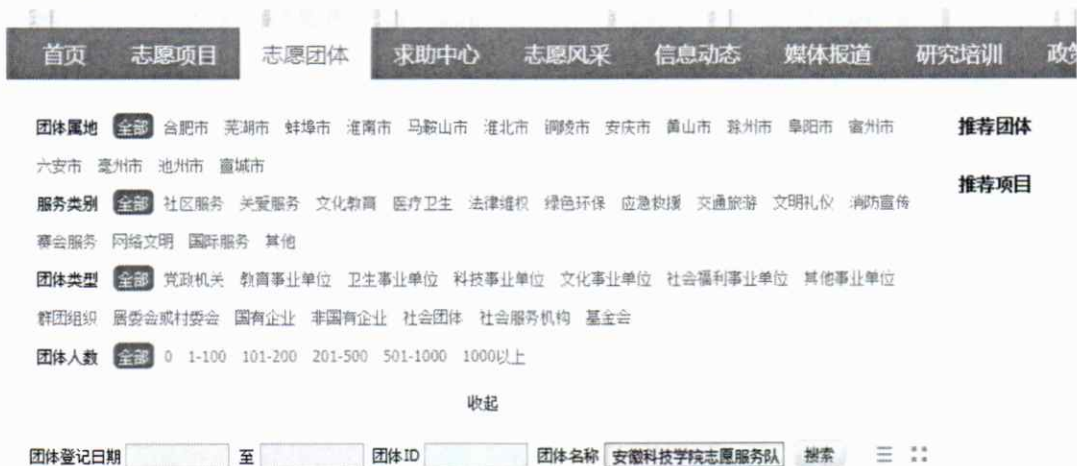 首页 志愿项目 志愿团体 求助中心 志愿风采 信息动态 媒体报道 研究培训
团体属地 全部 合肥市 芜湖市 蚌埠市 淮南市 马鞍山市 淮北市 铜陵市 安庆市 黄山市 滁州市 阜阳市 宿州市 推荐团体
六安市 亳州市 池州市 宣城市
推荐项目
服务类别 全部 社区服务 关爱服务 文化教育 医疗卫生 法律维权 绿色环保 应急救援 交通旅游 文明礼仪 消防宣传
赛会服务 网络文明 国际服务 其他
团体类型 全部 党政机关 教育事业单位 卫生事业单位 科技事业单位 文化事业单位 社会福利事业单位 其他事业单位
群团组织 居委会或村委会 国有企业 非国有企业 社会团体 社会服务机构 基金会
团体人数 全部 0 1-100 101-200 201-500 501-1000 1000以上
收起
团体登记日期 至 团体ID 团体名称 安徽科技学院志愿服务队 搜索